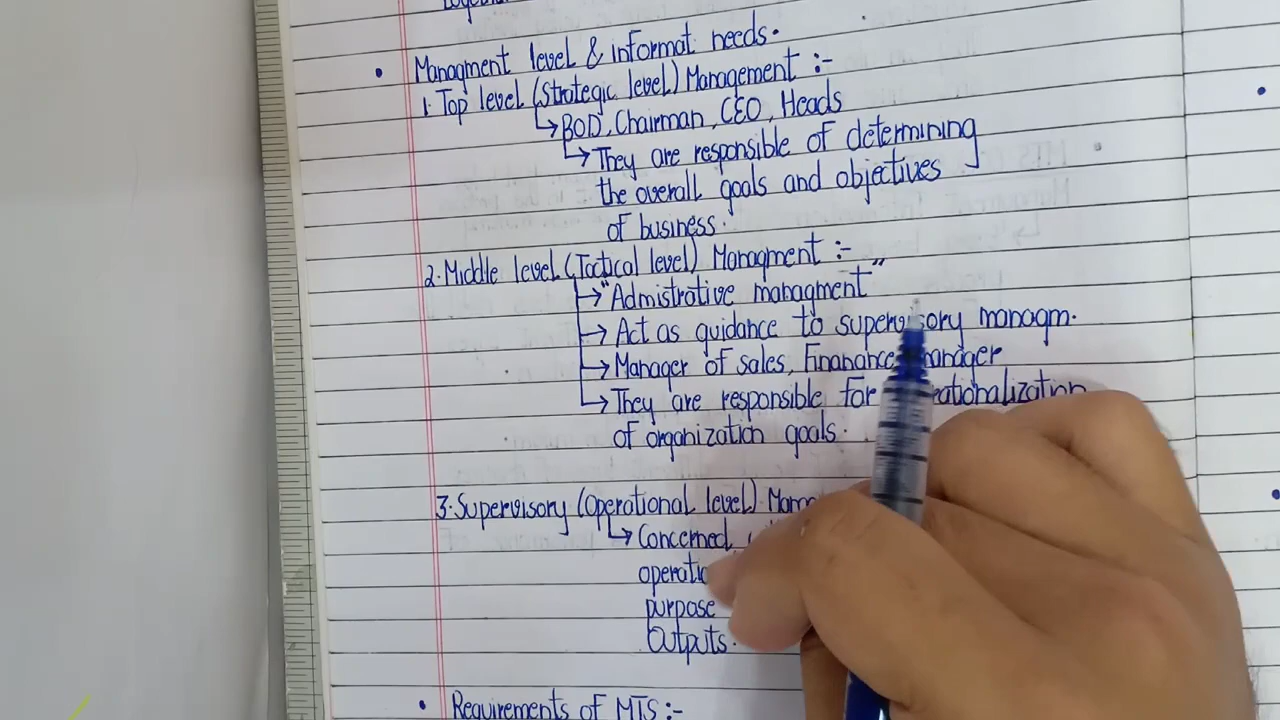 • Managment level & informat needs.
1. Top level (Strategic level) Management :-
↳ BOD, Chairman, CEO, Heads
↳ They are responsible of determining
the overall goals and objectives
of business.
2. Middle level (Tactical level) Managment :-
→ "Admistrative managment"
→ Act as guidance to supervisory managm.
→ Manager of sales, Finanance manager
→ They are responsible for
of organization goals.
3. Supervisory (Operational level)
↳ Concerned
purpose
Outputs.
• Requirements of MIS :-